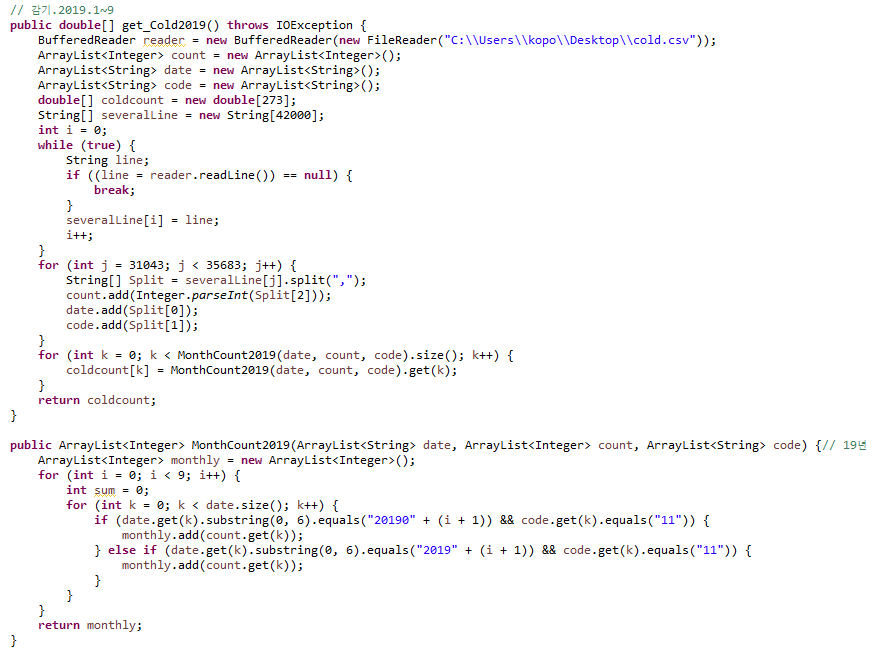 // 감기.2019.1~9
public double[] get_Cold2019() throws IOException {
    BufferedReader reader = new BufferedReader(new FileReader("C:\\Users\\kopo\\Desktop\\cold.csv"));
    ArrayList<Integer> count = new ArrayList<Integer>();
    ArrayList<String> date = new ArrayList<String>();
    ArrayList<String> code = new ArrayList<String>();
    double[] coldcount = new double[273];
    String[] severalLine = new String[42000];
    int i = 0;
    while (true) {
        String line;
        if ((line = reader.readLine()) == null) {
            break;
        }
        severalLine[i] = line;
        i++;
    }
    for (int j = 31043; j < 35683; j++) {
        String[] Split = severalLine[j].split(",");
        count.add(Integer.parseInt(Split[2]));
        date.add(Split[0]);
        code.add(Split[1]);
    }
    for (int k = 0; k < MonthCount2019(date, count, code).size(); k++) {
        coldcount[k] = MonthCount2019(date, count, code).get(k);
    }
    return coldcount;
}

public ArrayList<Integer> MonthCount2019(ArrayList<String> date, ArrayList<Integer> count, ArrayList<String> code) {// 19년
    ArrayList<Integer> monthly = new ArrayList<Integer>();
    for (int i = 0; i < 9; i++) {
        int sum = 0;
        for (int k = 0; k < date.size(); k++) {
            if (date.get(k).substring(0, 6).equals("20190" + (i + 1)) && code.get(k).equals("11")) {
                monthly.add(count.get(k));
            } else if (date.get(k).substring(0, 6).equals("2019" + (i + 1)) && code.get(k).equals("11")) {
                monthly.add(count.get(k));
            }
        }
    }
    return monthly;
}